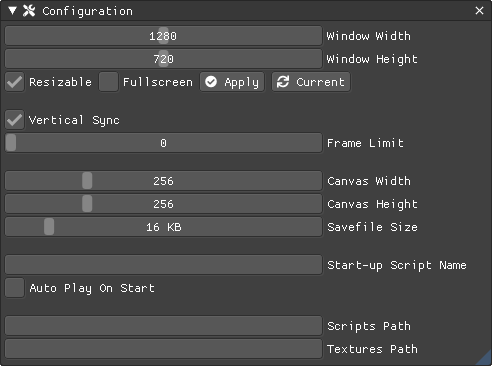 Configuration
1280 Window Width
720 Window Height
Resizable Fullscreen Apply Current
Vertical Sync
0 Frame Limit
256 Canvas Width
256 Canvas Height
16 KB Savefile Size
Start-up Script Name
Auto Play On Start
Scripts Path
Textures Path